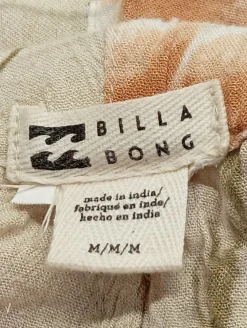 BILLA
BONG
made in india/
fabriqué en inde/
hecho en india
M/M/M